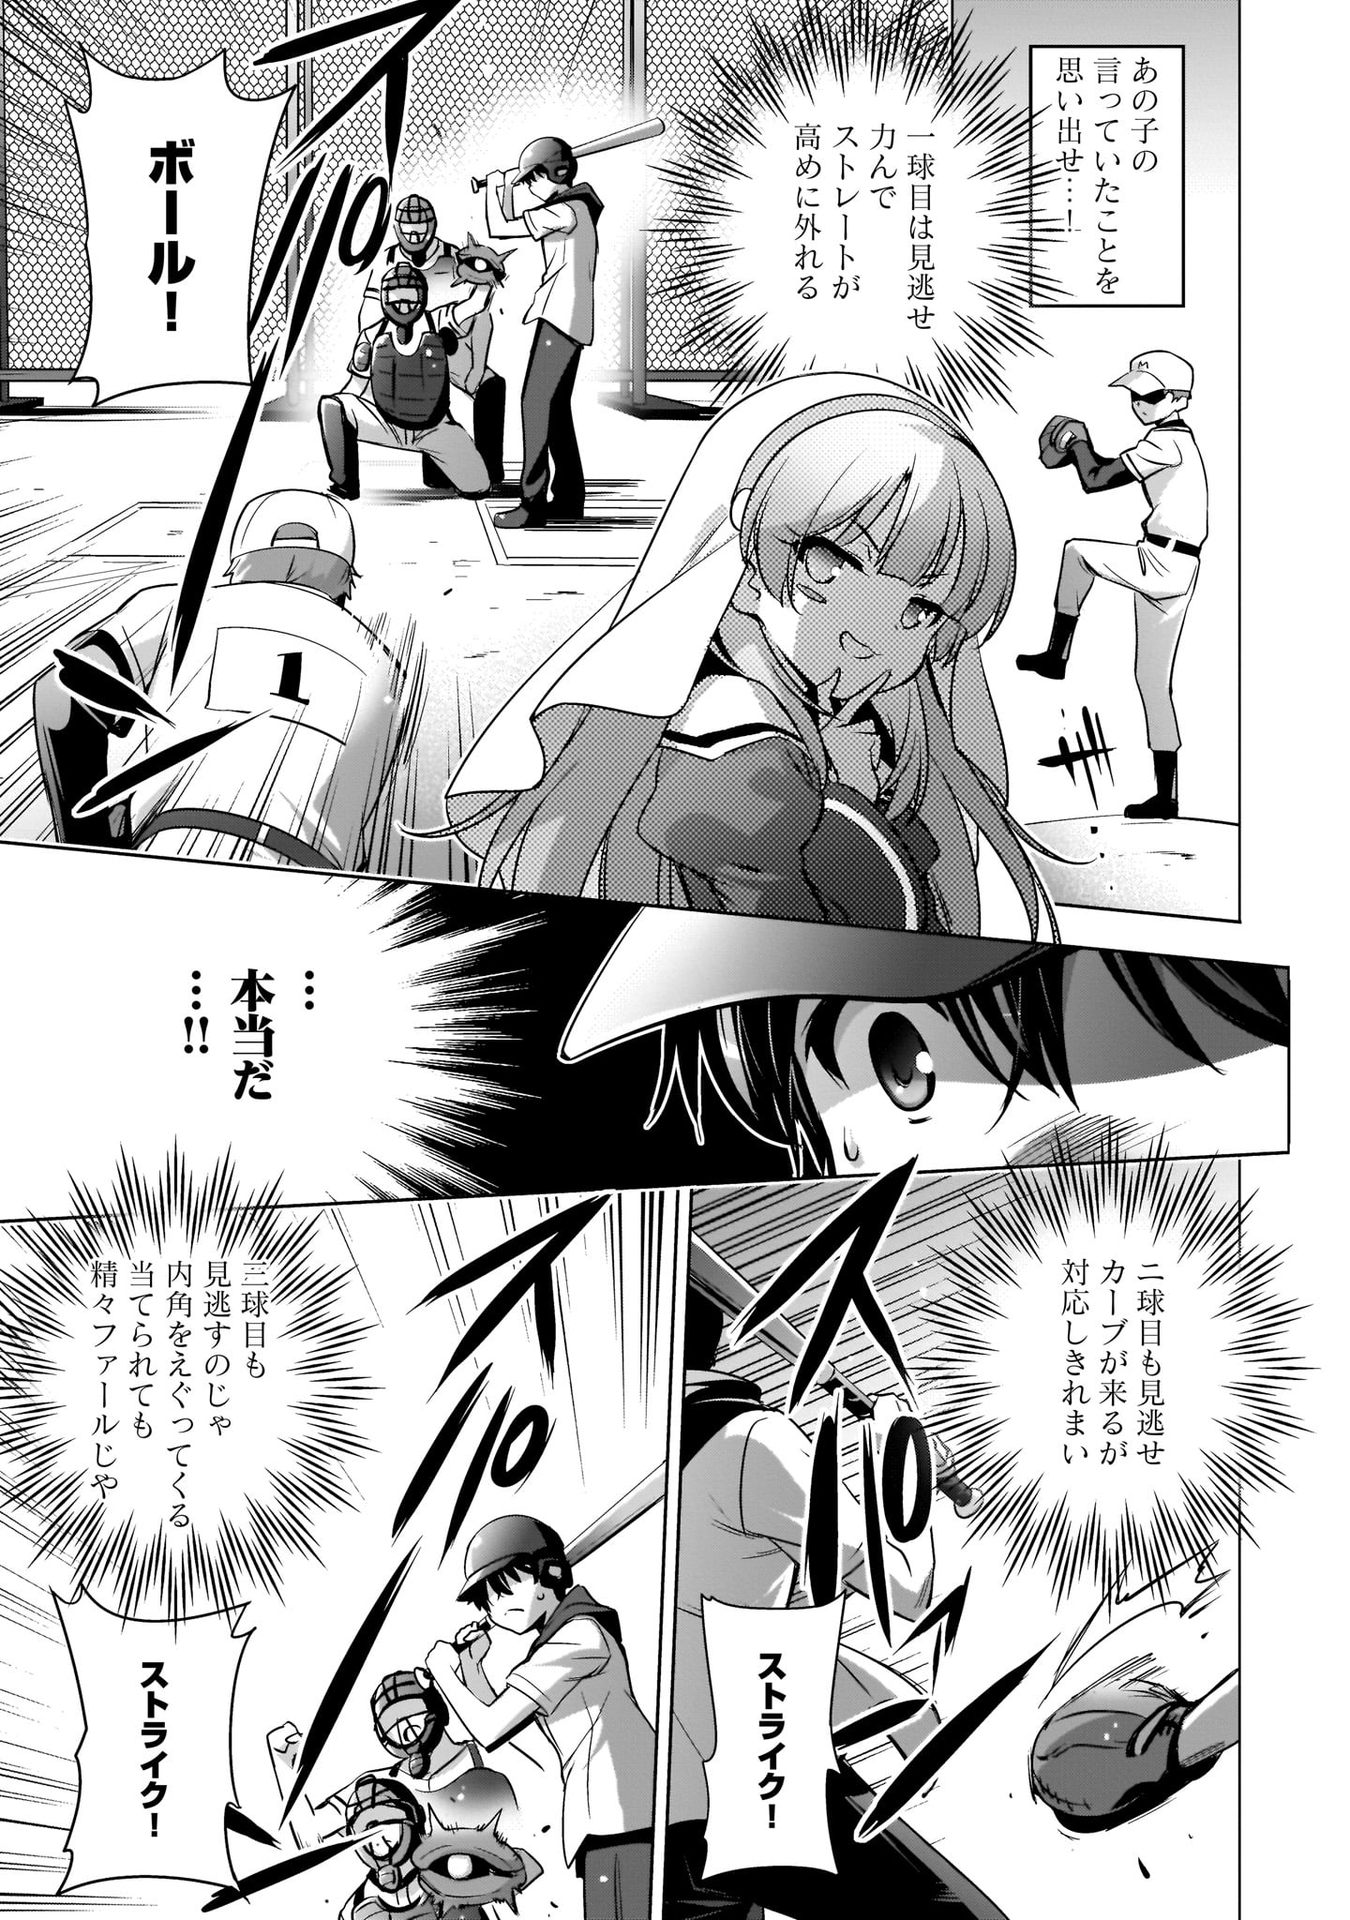 あの子の
言っていたことを
思い出せ…！
一球目は見逃せ
力んで
ストレートが
高めに外れる
M
ボール！
1
…
本当だ
…!!
二球目も見逃せ
カーブが来るが
対応しきれまい
ストライク！
三球目も
見逃すのじゃ
内角をえぐってくる
当てられても
精々ファールじゃ
ストライク！